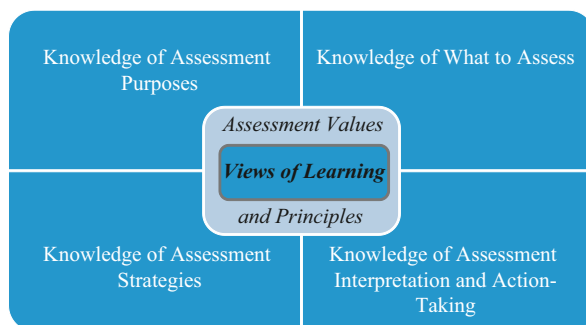 Knowledge of Assessment
Purposes
Knowledge of What to Assess
Assessment Values
Views of Learning
and Principles
Knowledge of Assessment
Strategies
Knowledge of Assessment
Interpretation and Action-
Taking